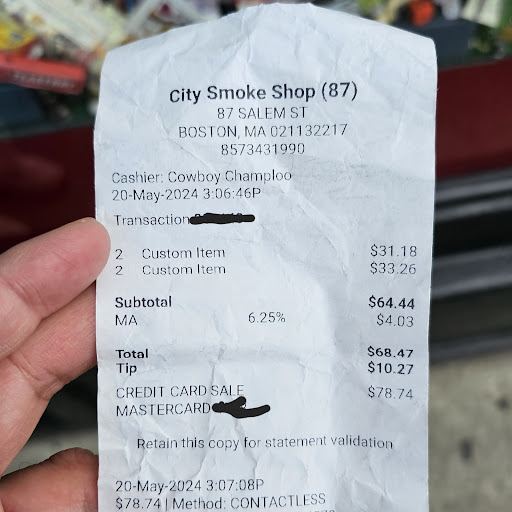 City Smoke Shop (87)
87 SALEM ST
BOSTON, MA 021132217
8573431990
Cashier: Cowboy Champloo
20-May-2024 3:06:46P
Transaction
2 Custom Item $31.18
2 Custom Item $33.26
Subtotal $64.44
MA 6.25% $4.03
Total $68.47
Tip $10.27
CREDIT CARD SALE $78.74
MASTERCARD
Retain this copy for statement validation
20-May-2024 3:07:08P
$78.74 | Method: CONTACTLESS